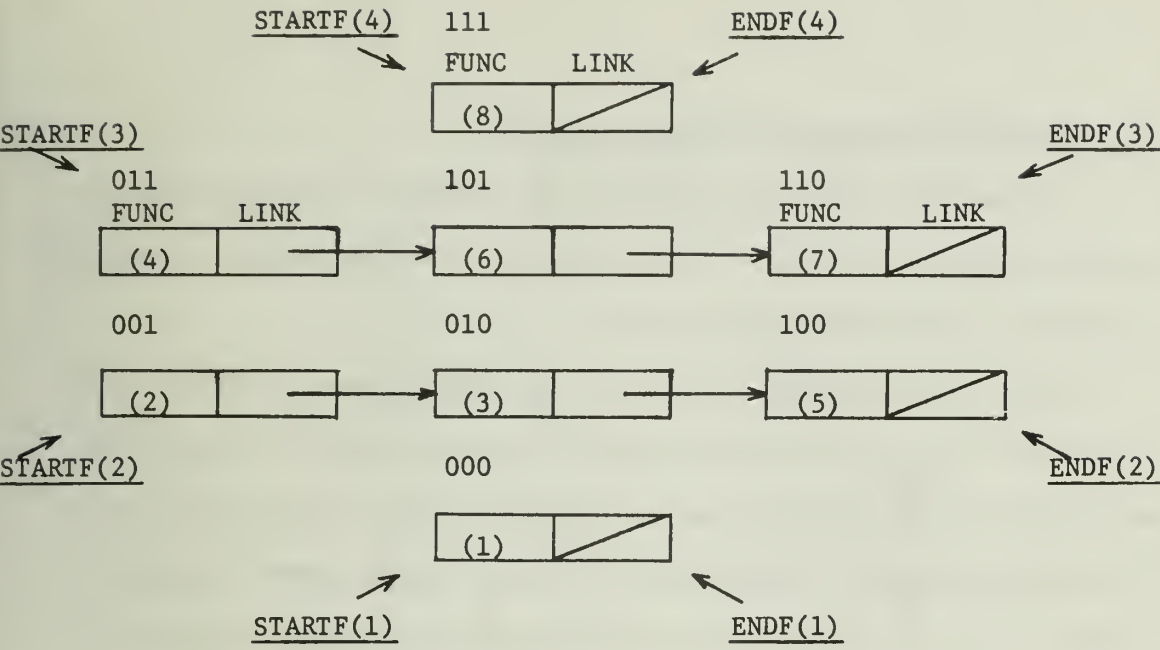 STARTF(4) 111 ENDF(4)
FUNC LINK
(8)
STARTF(3) ENDF(3)
011 101 110
FUNC LINK FUNC LINK
(4) (6) (7)
001 010 100
(2) (3) (5)
STARTF(2) 000 ENDF(2)
(1)
STARTF(1) ENDF(1)